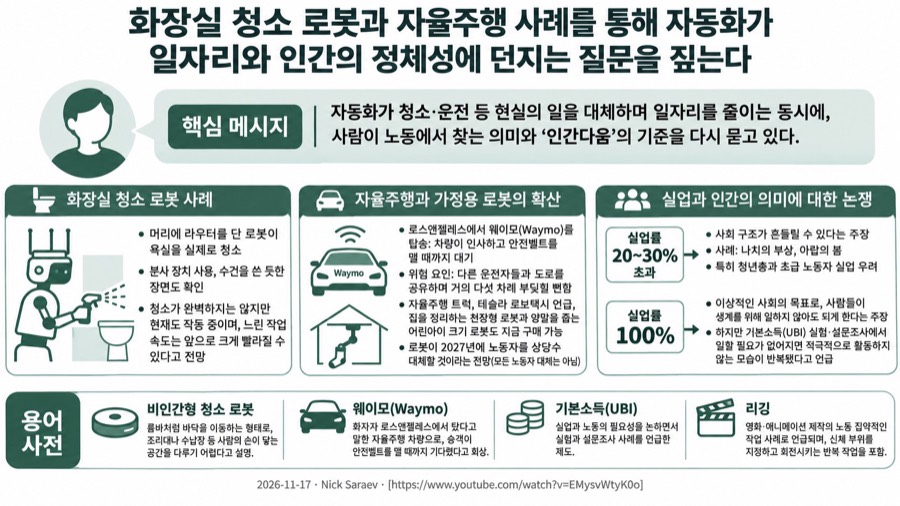 화장실 청소 로봇과 자율주행 사례를 통해 자동화가
일자리와 인간의 정체성에 던지는 질문을 짚는다
핵심 메시지
자동화가 청소·운전 등 현실의 일을 대체하며 일자리를 줄이는 동시에,
사람이 노동에서 찾는 의미와 ‘인간다움’의 기준을 다시 묻고 있다.
화장실 청소 로봇 사례
• 머리에 라우터를 단 로봇이
욕실을 실제로 청소
• 분사 장치 사용, 수건을 쓴 듯한
장면도 확인
• 청소가 완벽하지는 않지만
현재도 작동 중이며, 느린 작업
속도는 앞으로 크게 빨라질 수
있다고 전망
자율주행과 가정용 로봇의 확산
Waymo
• 로스앤젤레스에서 웨이모(Waymo)를
탑승: 차량이 인사하고 안전벨트를
맬 때까지 대기
• 위험 요인: 다른 운전자들과 도로를
공유하며 거의 다섯 차례 부딪힐 뻔함
• 자율주행 트럭, 테슬라 로보택시 언급,
집을 정리하는 천장형 로봇과 양말을 줍는
어린아이 크기 로봇도 지금 구매 가능
• 로봇이 2027년에 노동자를 상당수
대체할 것이라는 전망(모든 노동자 대체는 아님)
실업과 인간의 의미에 대한 논쟁
실업률
20~30%
초과
• 사회 구조가 흔들릴 수 있다는 주장
• 사례: 나치의 부상, 아랍의 봄
• 특히 청년층과 초급 노동자 실업 우려
실업률
100%
• 이상적인 사회의 목표로, 사람들이
생계를 위해 일하지 않아도 되게 한다는 주장
• 하지만 기본소득(UBI) 실험·설문조사에서
일할 필요가 없어지면 적극적으로 활동하지
않는 모습이 반복됐다고 언급
용어
사전
비인간형 청소 로봇
룸바처럼 바닥을 이동하는 형태로,
조리대나 수납장 등 사람의 손이 닿는
공간을 다루기 어렵다고 설명.
웨이모(Waymo)
화자가 로스앤젤레스에서 탔다고
말한 자율주행 차량으로, 승객이
안전벨트를 맬 때까지 기다렸다고 회상.
기본소득(UBI)
실업과 노동의 필요성을 논하면서
실험과 설문조사 사례를 언급한
제도.
리깅
영화·애니메이션 제작의 노동 집약적인
작업 사례로 언급되며, 신체 부위를
지정하고 회전시키는 반복 작업을 포함.
2026-11-17 · Nick Saraev · [https://www.youtube.com/watch?v=EMysvWtyK0o]